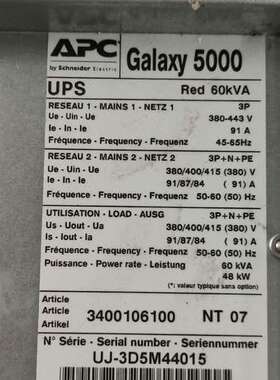 APC
by Schneider Electric
Galaxy 5000
UPS Red 60kVA
RESEAU 1 - MAINS 1 - NETZ 1 3P
Ue - Uin - Ue 380-443 V
Ie - In - Ie 91 A
Fréquence - Frequency - Frequenz 45-65Hz
RESEAU 2 - MAINS 2 - NETZ 2 3P+N+PE
Ue - Uin - Ue 380/400/415 (380) V
Ie - In - Ie 91/87/84 ( 91) A
Fréquence - Frequency - Frequenz 50-60 (50) Hz
UTILISATION - LOAD - AUSG 3P+N+PE
Us - Uout - Ua 380/400/415 (380) V
Is - Iout - Ia 91/87/84 ( 91) A
Fréquence - Frequency - Frequenz 50-60 (50) Hz
Puissance - Power rate - Leistung 60 kVA
48 kW
(*: valeur typique sans option)
Article
Article 3400106100 NT 07
Artikel
N° Série - Serial number - Seriennummer
UJ-3D5M44015